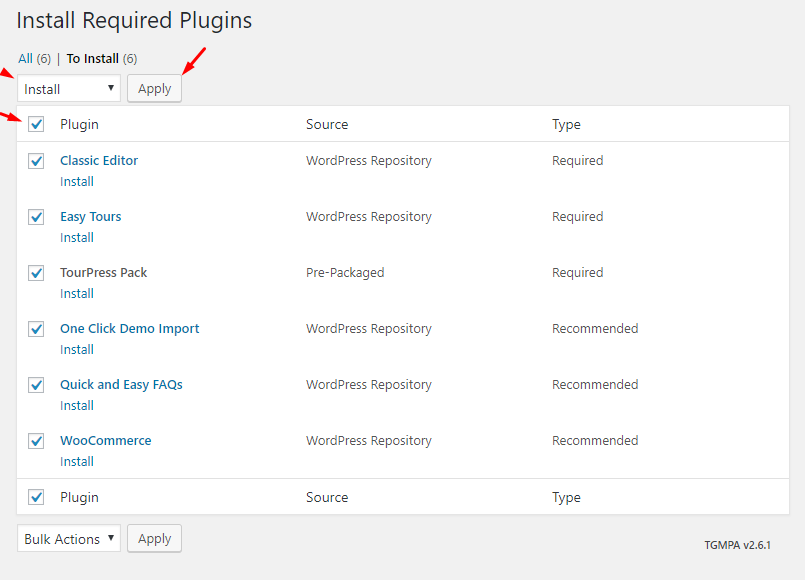 Install Required Plugins
All (6) | To Install (6)
Install Apply
Plugin Source Type
Classic Editor WordPress Repository Required
Install
Easy Tours WordPress Repository Required
Install
TourPress Pack Pre-Packaged Required
Install
One Click Demo Import WordPress Repository Recommended
Install
Quick and Easy FAQs WordPress Repository Recommended
Install
WooCommerce WordPress Repository Recommended
Install
Plugin Source Type
Bulk Actions Apply
TGMPA v2.6.1